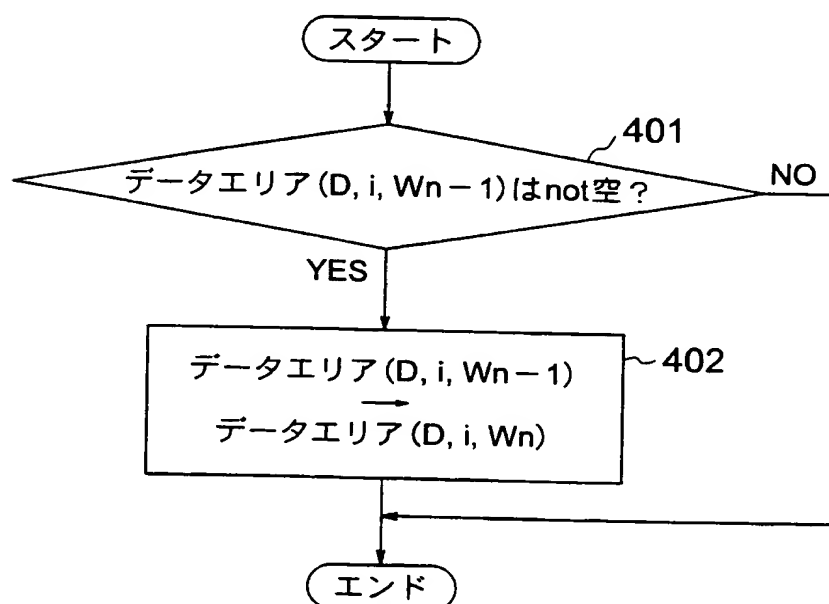 スタート
401
データエリア(D, i, Wn−1)はnot空?
NO
YES
402
データエリア(D, i, Wn−1)
→
データエリア(D, i, Wn)
エンド